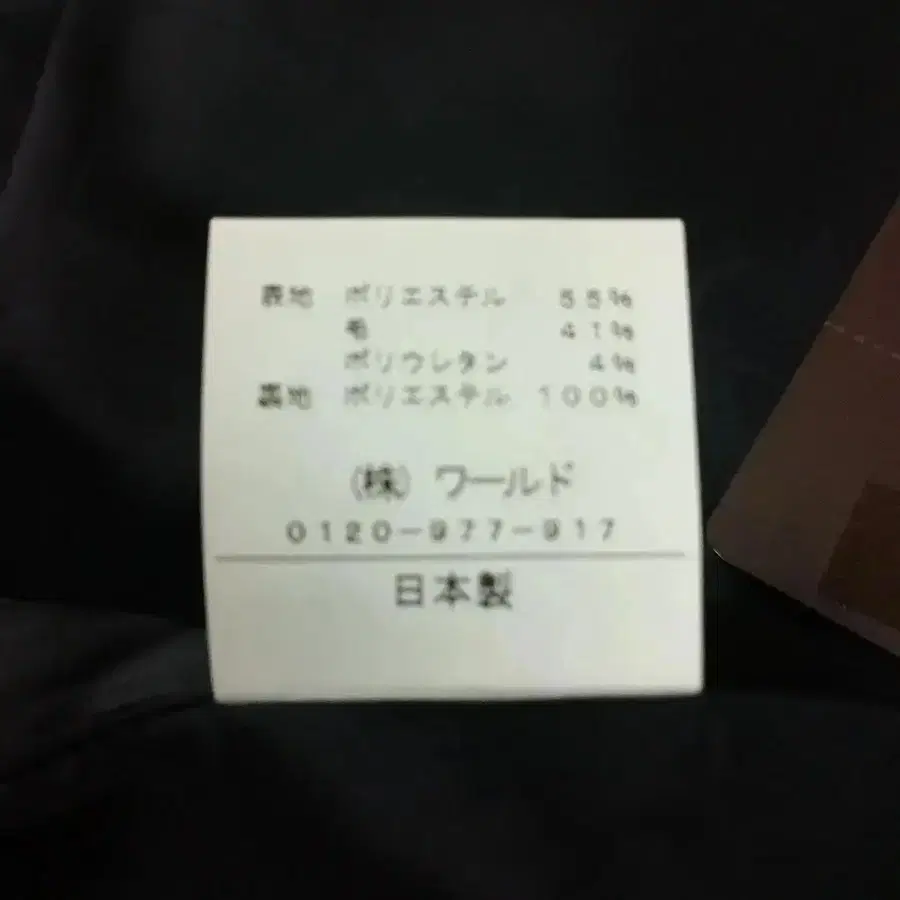 表地 ポリエステル 55%
毛 41%
ポリウレタン 4%
裏地 ポリエステル 100%
(株) ワールド
0120-977-917
日本製